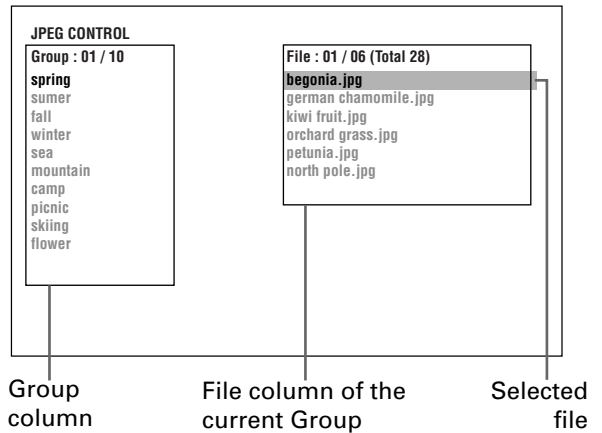 JPEG CONTROL
Group : 01 / 10
spring
sumer
fall
winter
sea
mountain
camp
picnic
skiing
flower
File : 01 / 06 (Total 28)
begonia.jpg
german chamomile.jpg
kiwi fruit.jpg
orchard grass.jpg
petunia.jpg
north pole.jpg
Group
column
File column of the
current Group
Selected
file